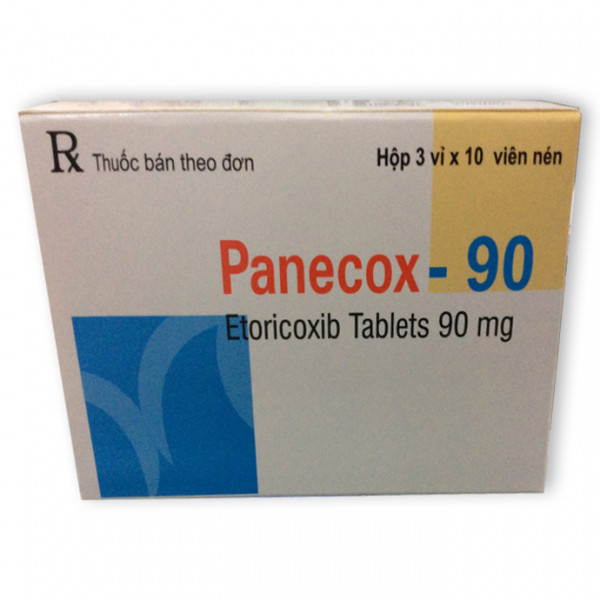 Rx Thuốc bán theo đơn
Hộp 3 vỉ x 10 viên nén
Panecox - 90
Etoricoxib Tablets 90 mg